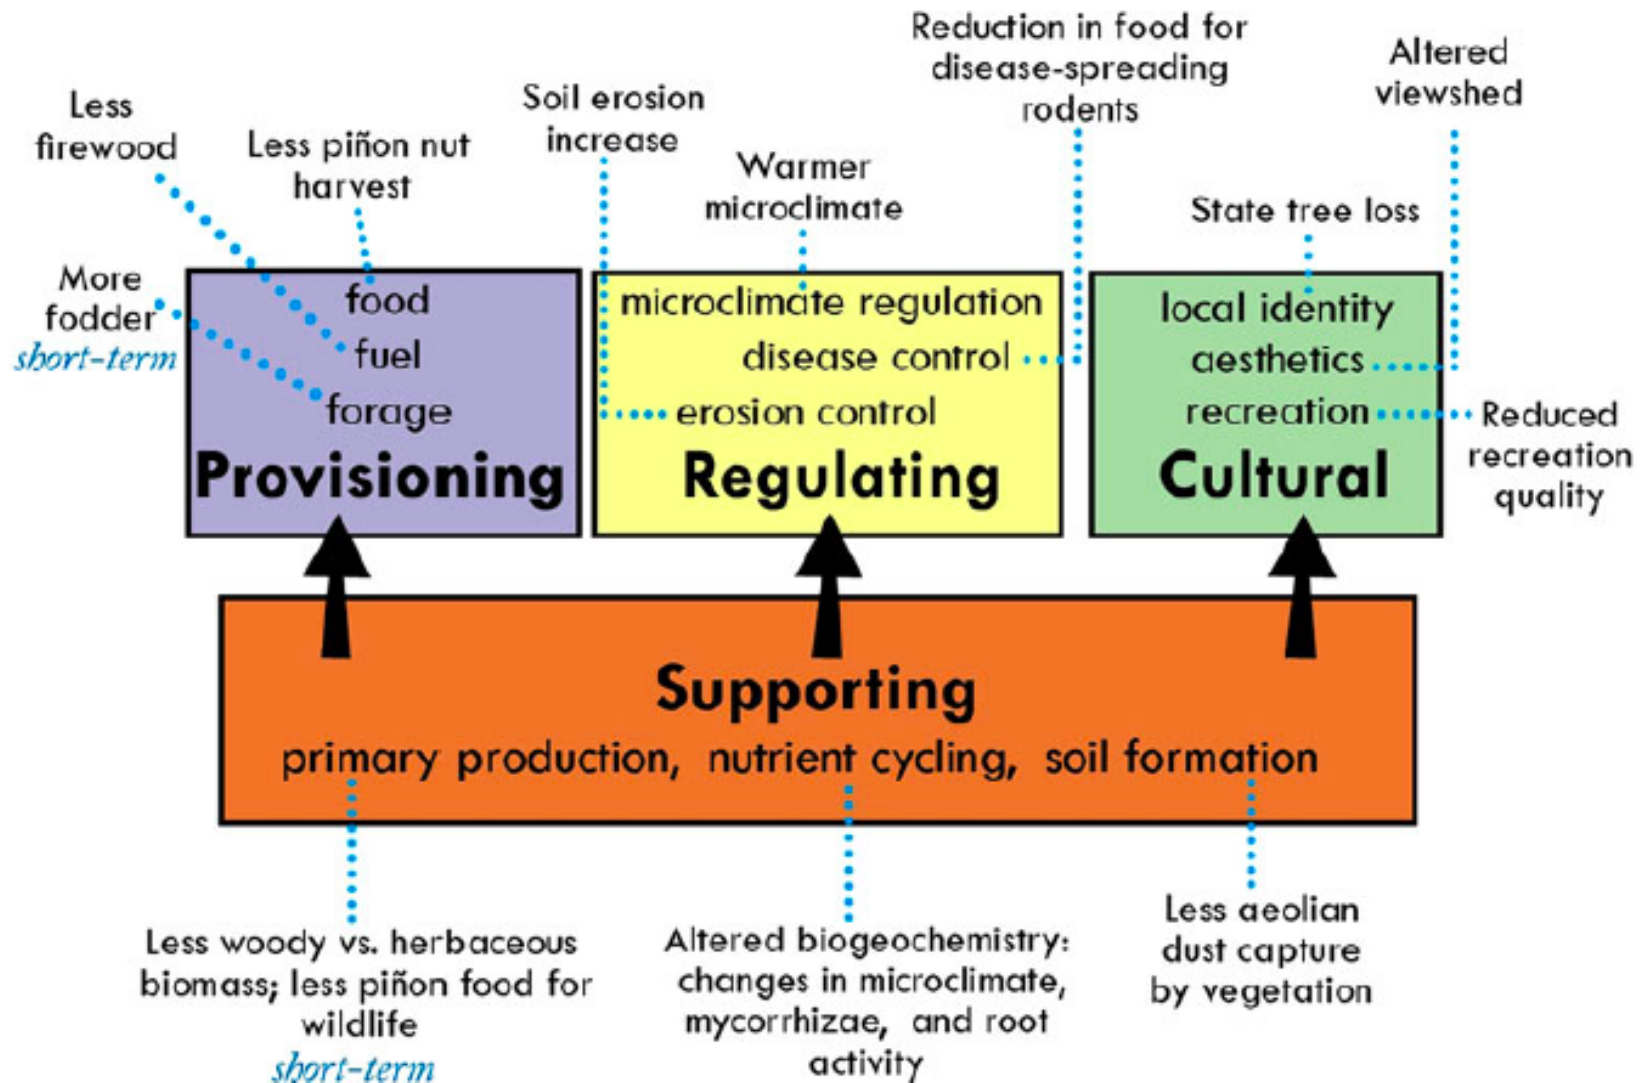 Reduction in food for
disease-spreading
rodents
Altered
viewshed
Less
firewood
Less piñon nut
harvest
Soil erosion
increase
Warmer
microclimate
State tree loss
More
fodder
short-term
food
fuel
forage
Provisioning
microclimate regulation
disease control
erosion control
Regulating
local identity
aesthetics
recreation
Cultural
Reduced
recreation
quality
Supporting
primary production, nutrient cycling, soil formation
Less woody vs. herbaceous
biomass; less piñon food for
wildlife
short-term
Altered biogeochemistry:
changes in microclimate,
mycorrhizae, and root
activity
Less aeolian
dust capture
by vegetation